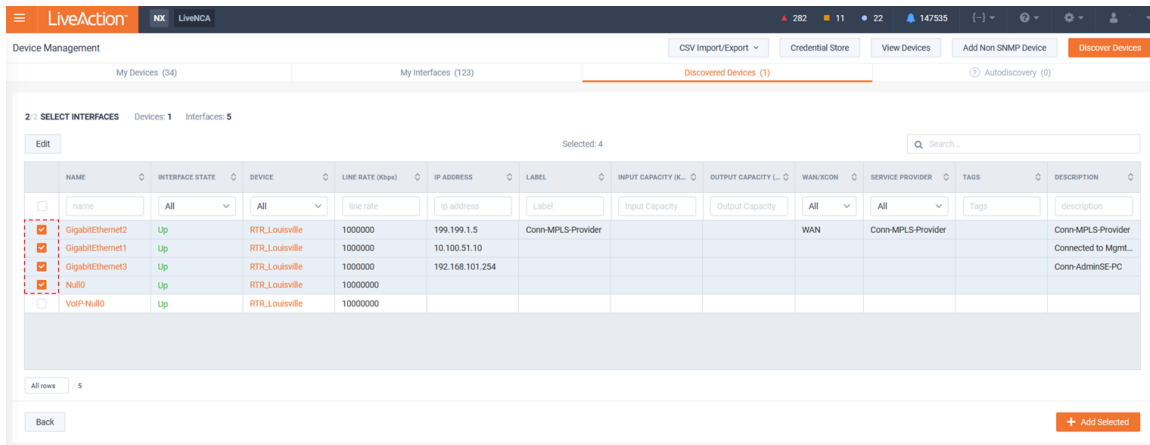 LiveAction NX LiveNCA 282 11 22 147535
Device Management CSV Import/Export Credential Store View Devices Add Non SNMP Device Discover Devices
My Devices (34) My Interfaces (123) Discovered Devices (1) Autodiscovery (0)
2/2 SELECT INTERFACES Devices: 1 Interfaces: 5
Edit Selected: 4 Search...
NAME INTERFACE STATE DEVICE LINE RATE (Kbps) IP ADDRESS LABEL INPUT CAPACITY (K... OUTPUT CAPACITY (... WAN/XCON SERVICE PROVIDER TAGS DESCRIPTION
name All All line rate ip address Label Input Capacity Output Capacity All All Tags description
GigabitEthernet2 Up RTR_Louisville 1000000 199.199.1.5 Conn-MPLS-Provider WAN Conn-MPLS-Provider Conn-MPLS-Provider
GigabitEthernet1 Up RTR_Louisville 1000000 10.100.51.10 Connected to Mgmt...
GigabitEthernet3 Up RTR_Louisville 1000000 192.168.101.254 Conn-AdminSE-PC
Null0 Up RTR_Louisville 10000000
VoIP-Null0 Up RTR_Louisville 10000000
All rows / 5
Back + Add Selected